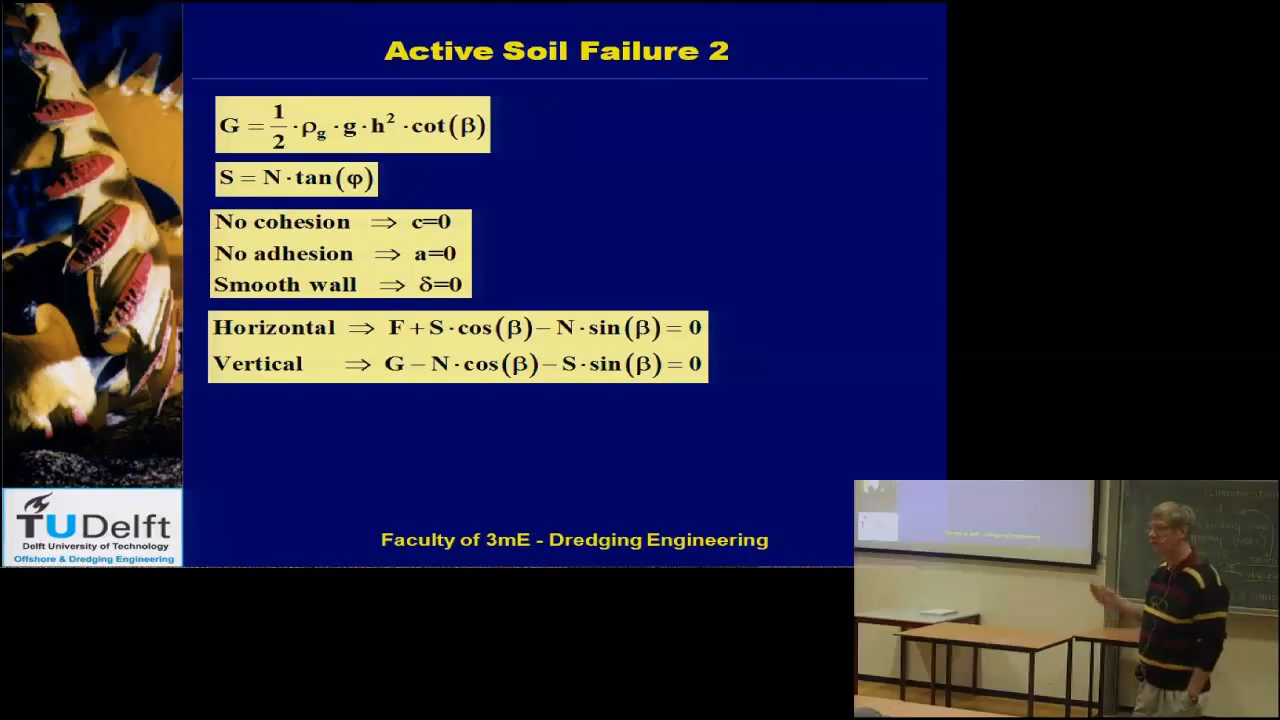 Active Soil Failure 2
G = 1/2 · ρg · g · h² · cot(β)
S = N · tan(φ)
No cohesion ⇒ c=0
No adhesion ⇒ a=0
Smooth wall ⇒ δ=0
Horizontal ⇒ F + S · cos(β) − N · sin(β) = 0
Vertical ⇒ G − N · cos(β) − S · sin(β) = 0
TU Delft
Delft University of Technology
Offshore & Dredging Engineering
Faculty of 3mE - Dredging Engineering